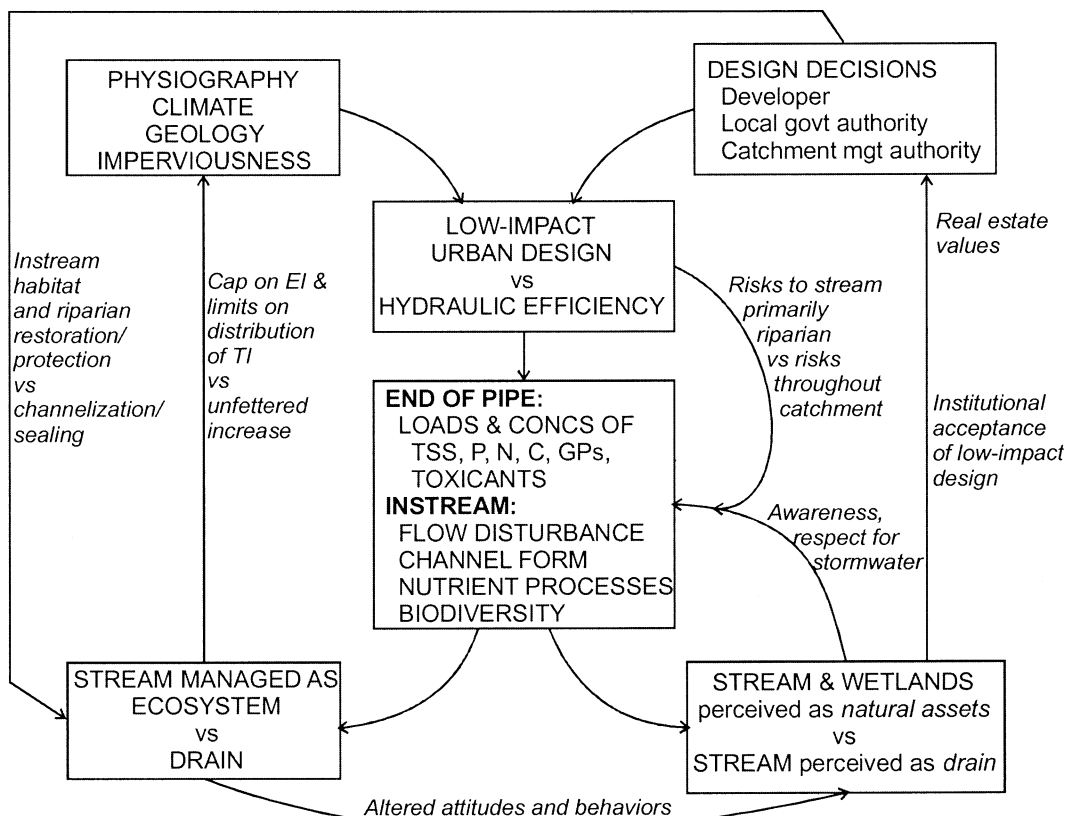 PHYSIOGRAPHY
CLIMATE
GEOLOGY
IMPERVIOUSNESS
DESIGN DECISIONS
Developer
Local govt authority
Catchment mgt authority
LOW-IMPACT
URBAN DESIGN
vs
HYDRAULIC EFFICIENCY
Instream
habitat
and riparian
restoration/
protection
vs
channelization/
sealing
Cap on EI &
limits on
distribution
of TI
vs
unfettered
increase
Risks to stream
primarily
riparian
vs risks
throughout
catchment
Real estate
values
Institutional
acceptance
of low-impact
design
END OF PIPE:
LOADS & CONCS OF
TSS, P, N, C, GPs,
TOXICANTS
INSTREAM:
FLOW DISTURBANCE
CHANNEL FORM
NUTRIENT PROCESSES
BIODIVERSITY
Awareness,
respect for
stormwater
STREAM MANAGED AS
ECOSYSTEM
vs
DRAIN
STREAM & WETLANDS
perceived as natural assets
vs
STREAM perceived as drain
Altered attitudes and behaviors